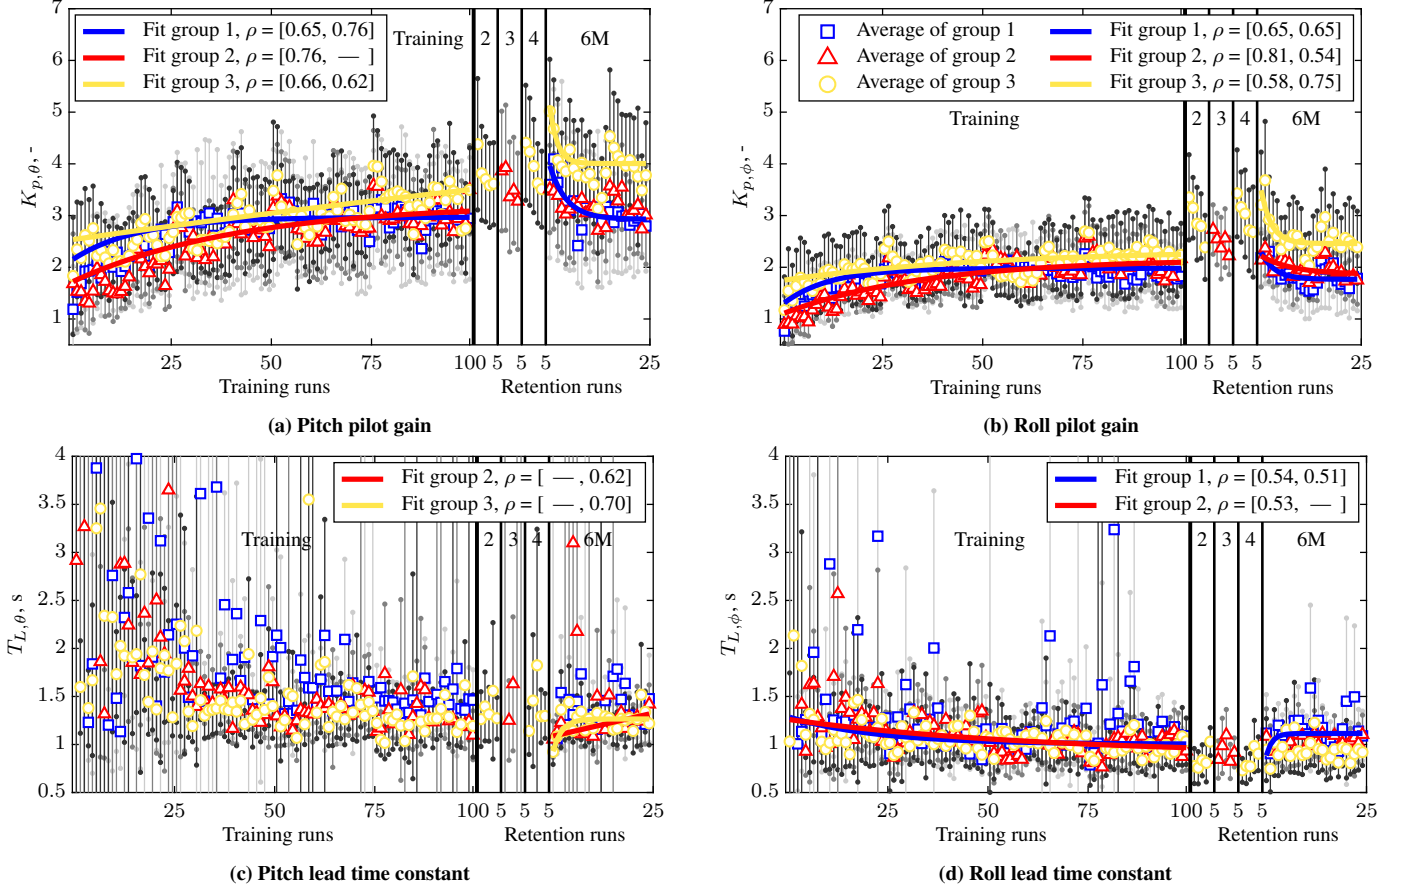 7
6
5
4
3
2
1
K_{p,θ}, -
Fit group 1, ρ = [0.65, 0.76]
Fit group 2, ρ = [0.76, — ]
Fit group 3, ρ = [0.66, 0.62]
Training
2
3
4
6M
25
50
75
100
5
5
5
25
Training runs
Retention runs
(a) Pitch pilot gain
7
6
5
4
3
2
1
K_{p,ϕ}, -
Average of group 1
Average of group 2
Average of group 3
Fit group 1, ρ = [0.65, 0.65]
Fit group 2, ρ = [0.81, 0.54]
Fit group 3, ρ = [0.58, 0.75]
Training
2
3
4
6M
25
50
75
100
5
5
5
25
Training runs
Retention runs
(b) Roll pilot gain
4
3.5
3
2.5
2
1.5
1
0.5
T_{L,θ}, s
Fit group 2, ρ = [ — , 0.62]
Fit group 3, ρ = [ — , 0.70]
Training
2
3
4
6M
25
50
75
100
5
5
5
25
Training runs
Retention runs
(c) Pitch lead time constant
4
3.5
3
2.5
2
1.5
1
0.5
T_{L,ϕ}, s
Fit group 1, ρ = [0.54, 0.51]
Fit group 2, ρ = [0.53, — ]
Training
2
3
4
6M
25
50
75
100
5
5
5
25
Training runs
Retention runs
(d) Roll lead time constant